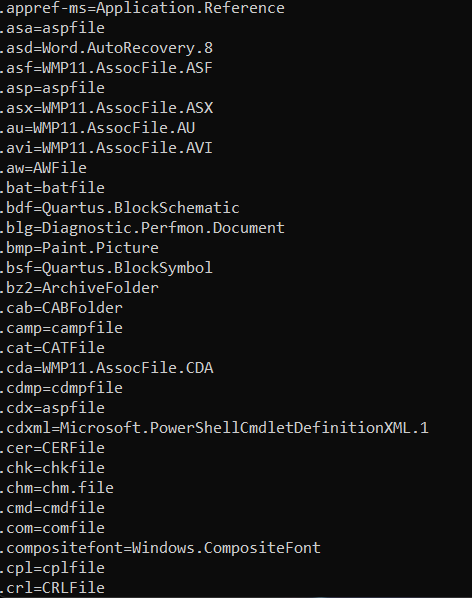 .appref-ms=Application.Reference
.asa=aspfile
.asd=Word.AutoRecovery.8
.asf=WMP11.AssocFile.ASF
.asp=aspfile
.asx=WMP11.AssocFile.ASX
.au=WMP11.AssocFile.AU
.avi=WMP11.AssocFile.AVI
.aw=AWFile
.bat=batfile
.bdf=Quartus.BlockSchematic
.blg=Diagnostic.Perfmon.Document
.bmp=Paint.Picture
.bsf=Quartus.BlockSymbol
.bz2=ArchiveFolder
.cab=CABFolder
.camp=campfile
.cat=CATFile
.cda=WMP11.AssocFile.CDA
.cdmp=cdmpfile
.cdx=aspfile
.cdxml=Microsoft.PowerShellCmdletDefinitionXML.1
.cer=CERFile
.chk=chkfile
.chm=chm.file
.cmd=cmdfile
.com=comfile
.compositefont=Windows.CompositeFont
.cpl=cplfile
.crl=CRLFile